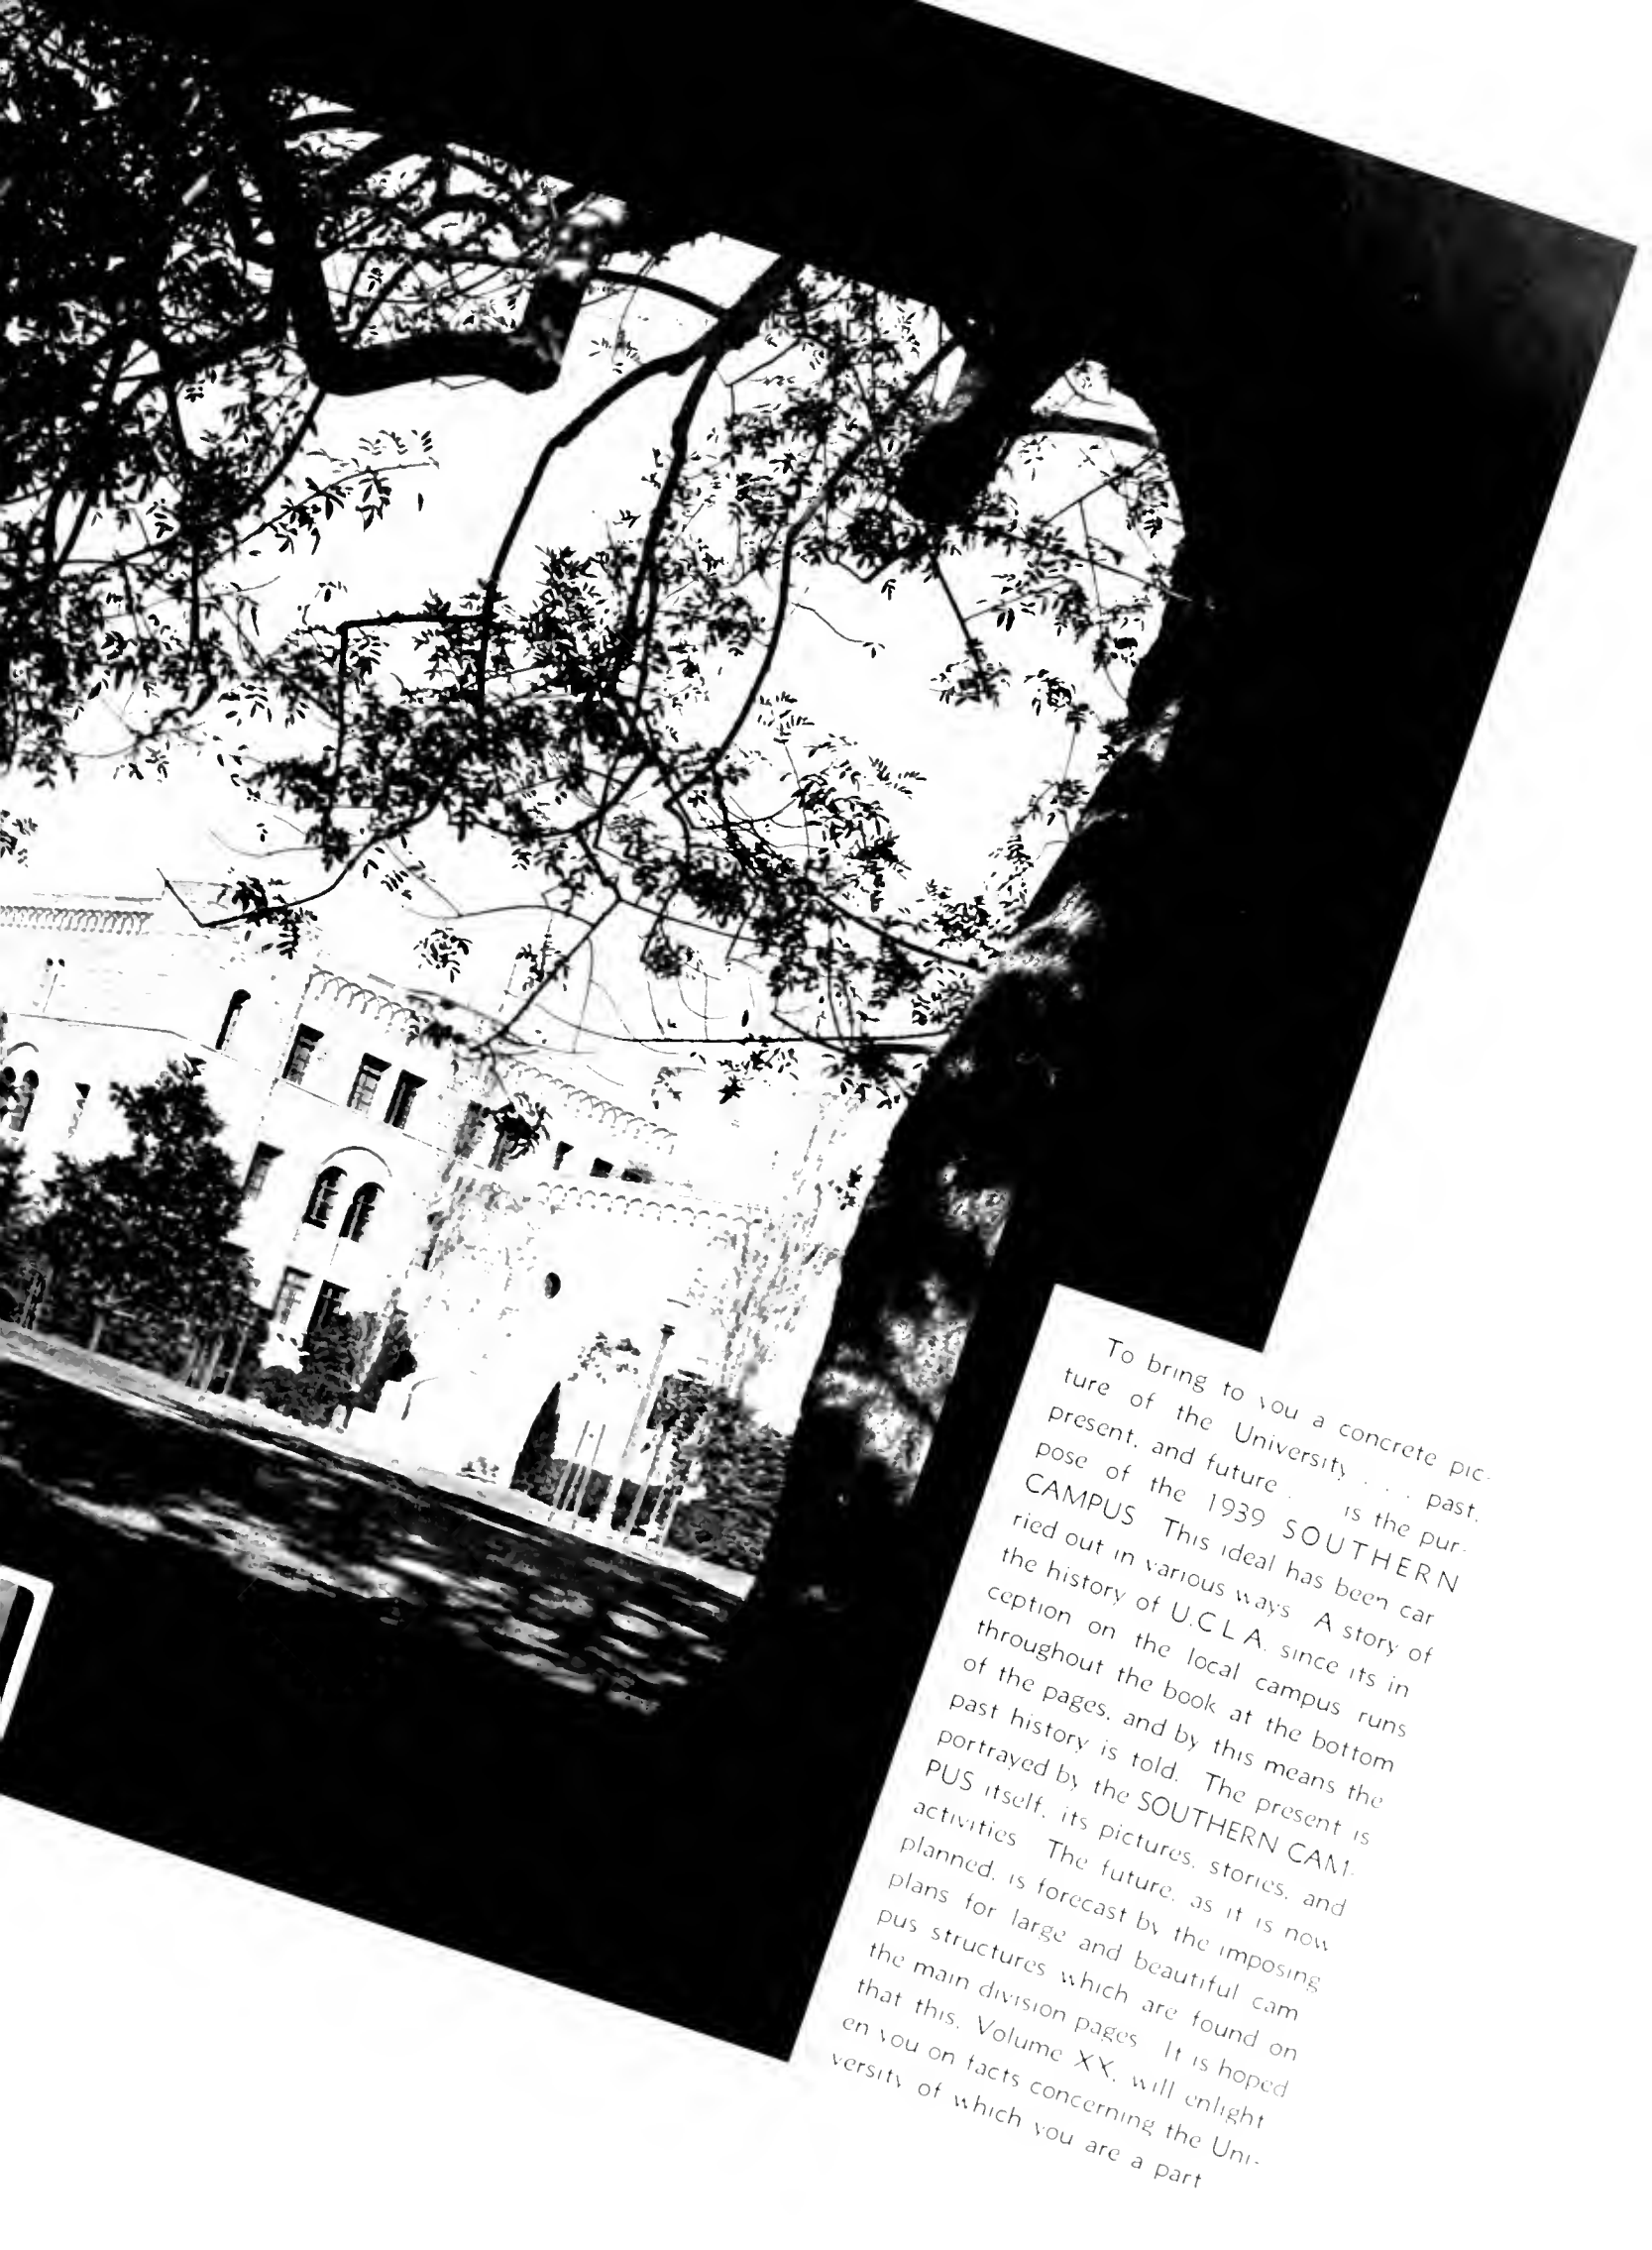 To bring to you a concrete pic-
ture of the University . . . past,
present, and future . is the pur-
pose of the 1939 SOUTHERN
CAMPUS This ideal has been car
ried out in various ways A story of
the history of U.C.L.A. since its in
ception on the local campus runs
throughout the book at the bottom
of the pages, and by this means the
past history is told. The present is
portrayed by the SOUTHERN CAM-
PUS itself, its pictures, stories, and
activities The future, as it is now
planned, is forecast by the imposing
plans for large and beautiful cam
pus structures which are found on
the main division pages It is hoped
that this, Volume XX, will enlight
en you on facts concerning the Uni-
versity of which you are a part